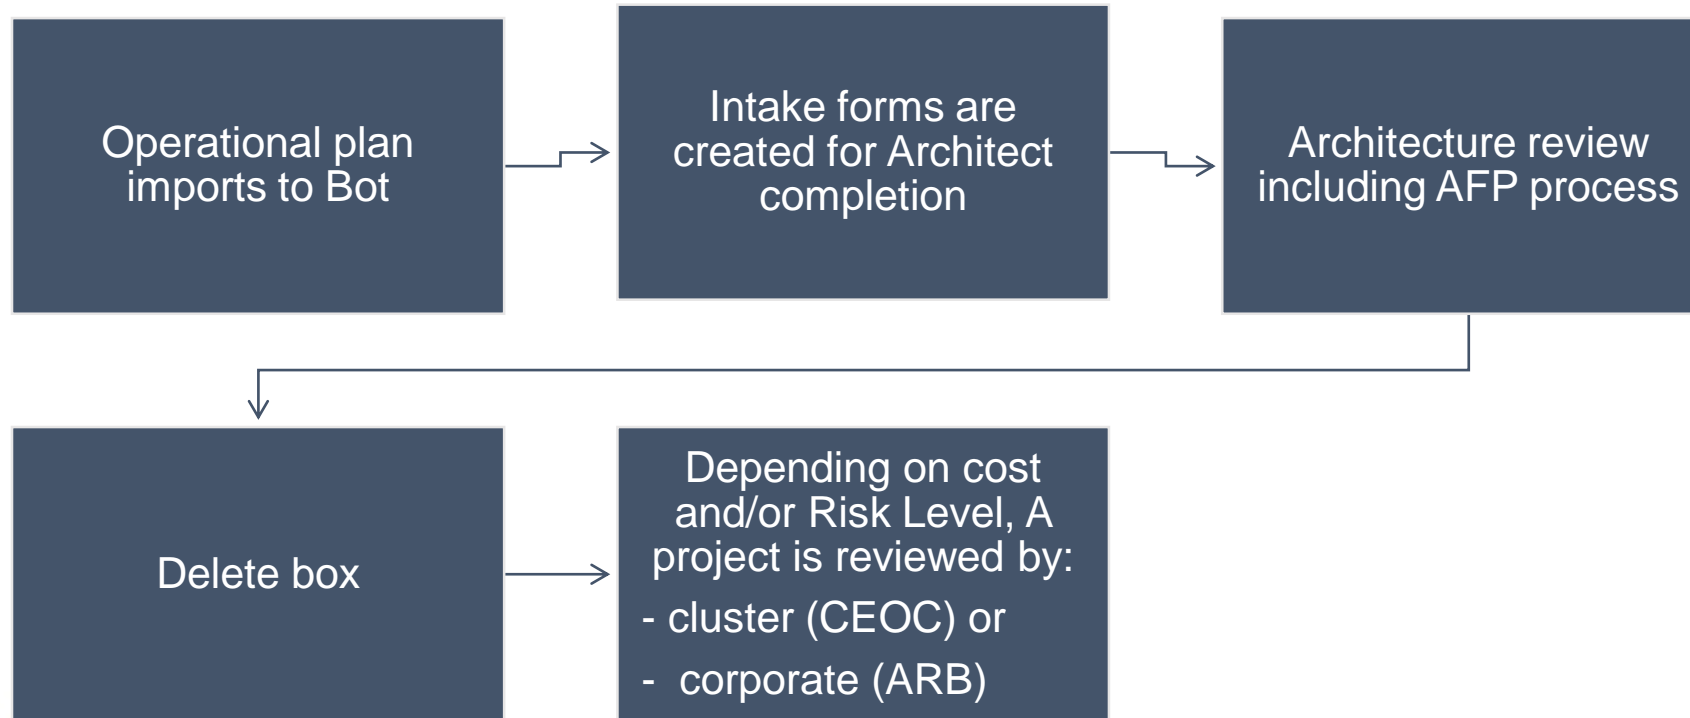 Operational plan
imports to Bot
Intake forms are
created for Architect
completion
Architecture review
including AFP process
Delete box
Depending on cost
and/or Risk Level, A
project is reviewed by:
- cluster (CEOC) or
- corporate (ARB)